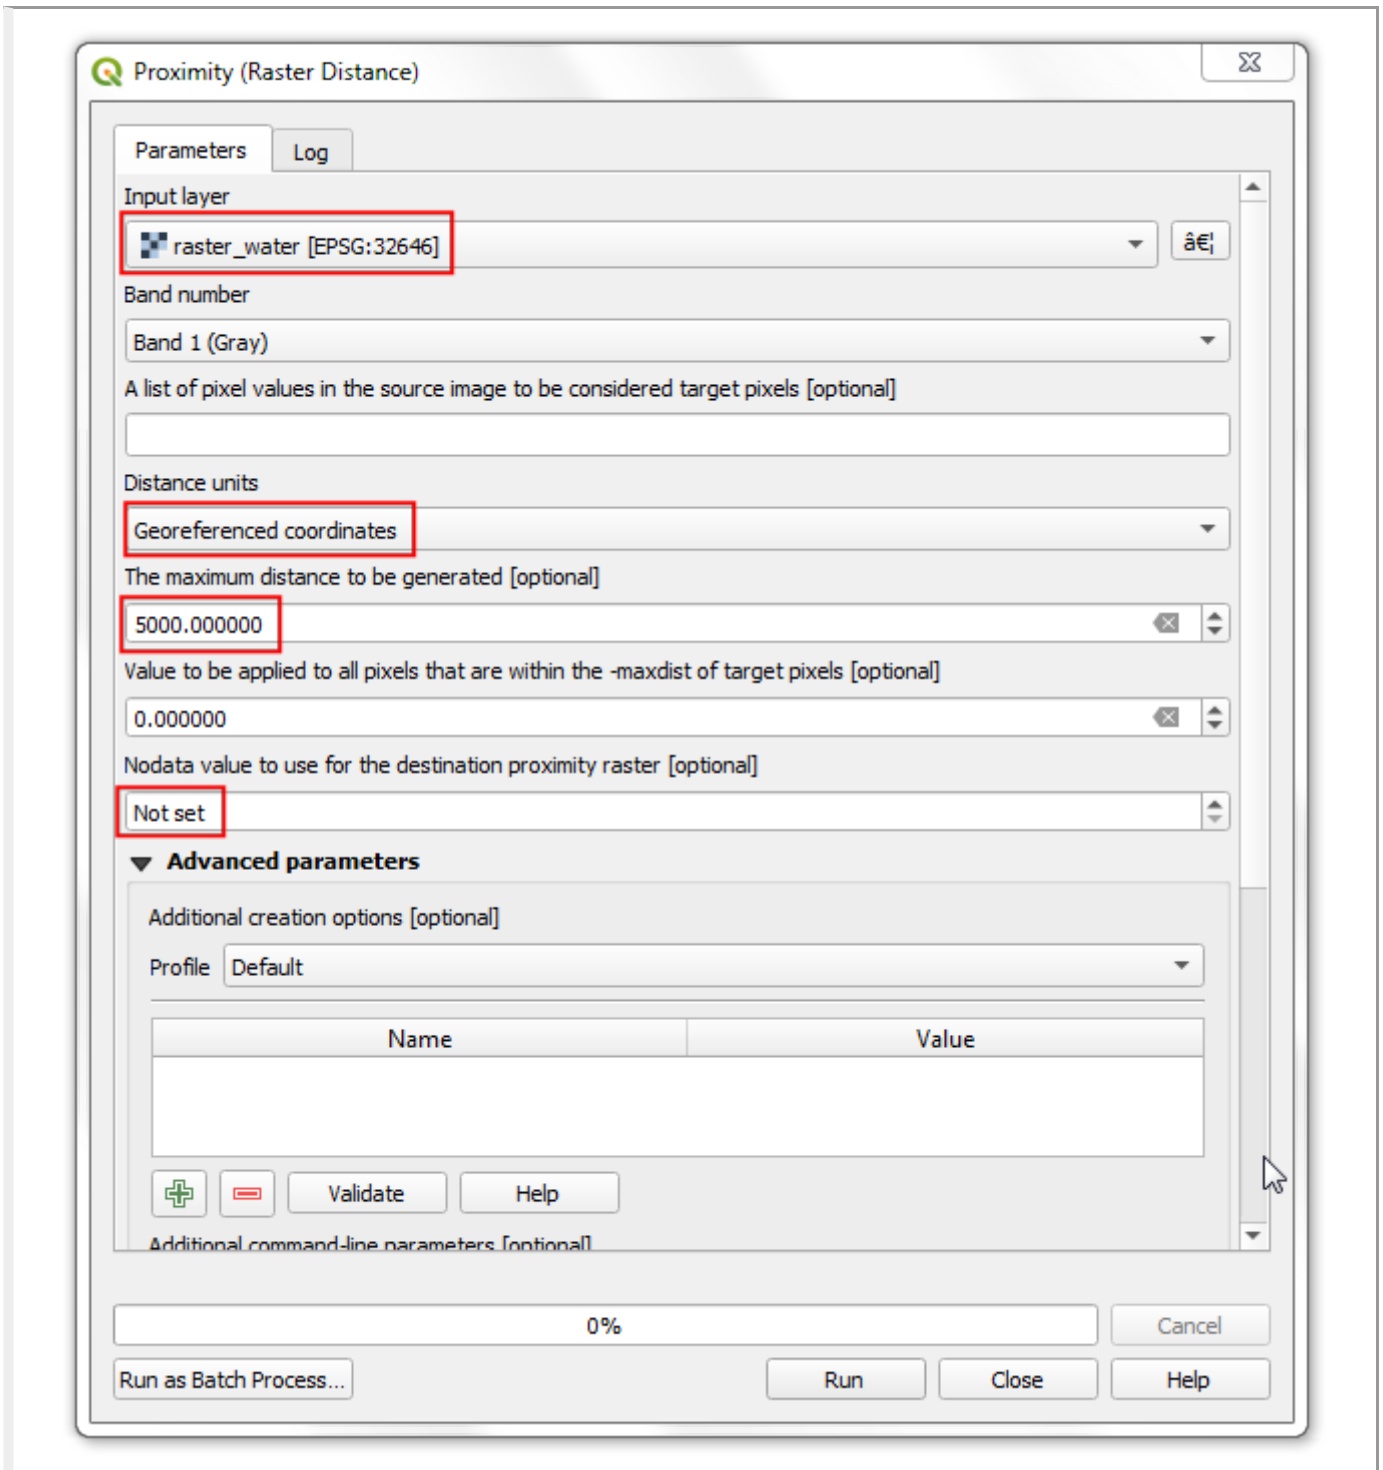 Proximity (Raster Distance)
Parameters
Log
Input layer
raster_water [EPSG:32646]
â€¦
Band number
Band 1 (Gray)
A list of pixel values in the source image to be considered target pixels [optional]
Distance units
Georeferenced coordinates
The maximum distance to be generated [optional]
5000.000000
Value to be applied to all pixels that are within the -maxdist of target pixels [optional]
0.000000
Nodata value to use for the destination proximity raster [optional]
Not set
Advanced parameters
Additional creation options [optional]
Profile Default
Name Value
Validate Help
Additional command-line parameters [optional]
0% Cancel
Run as Batch Process... Run Close Help